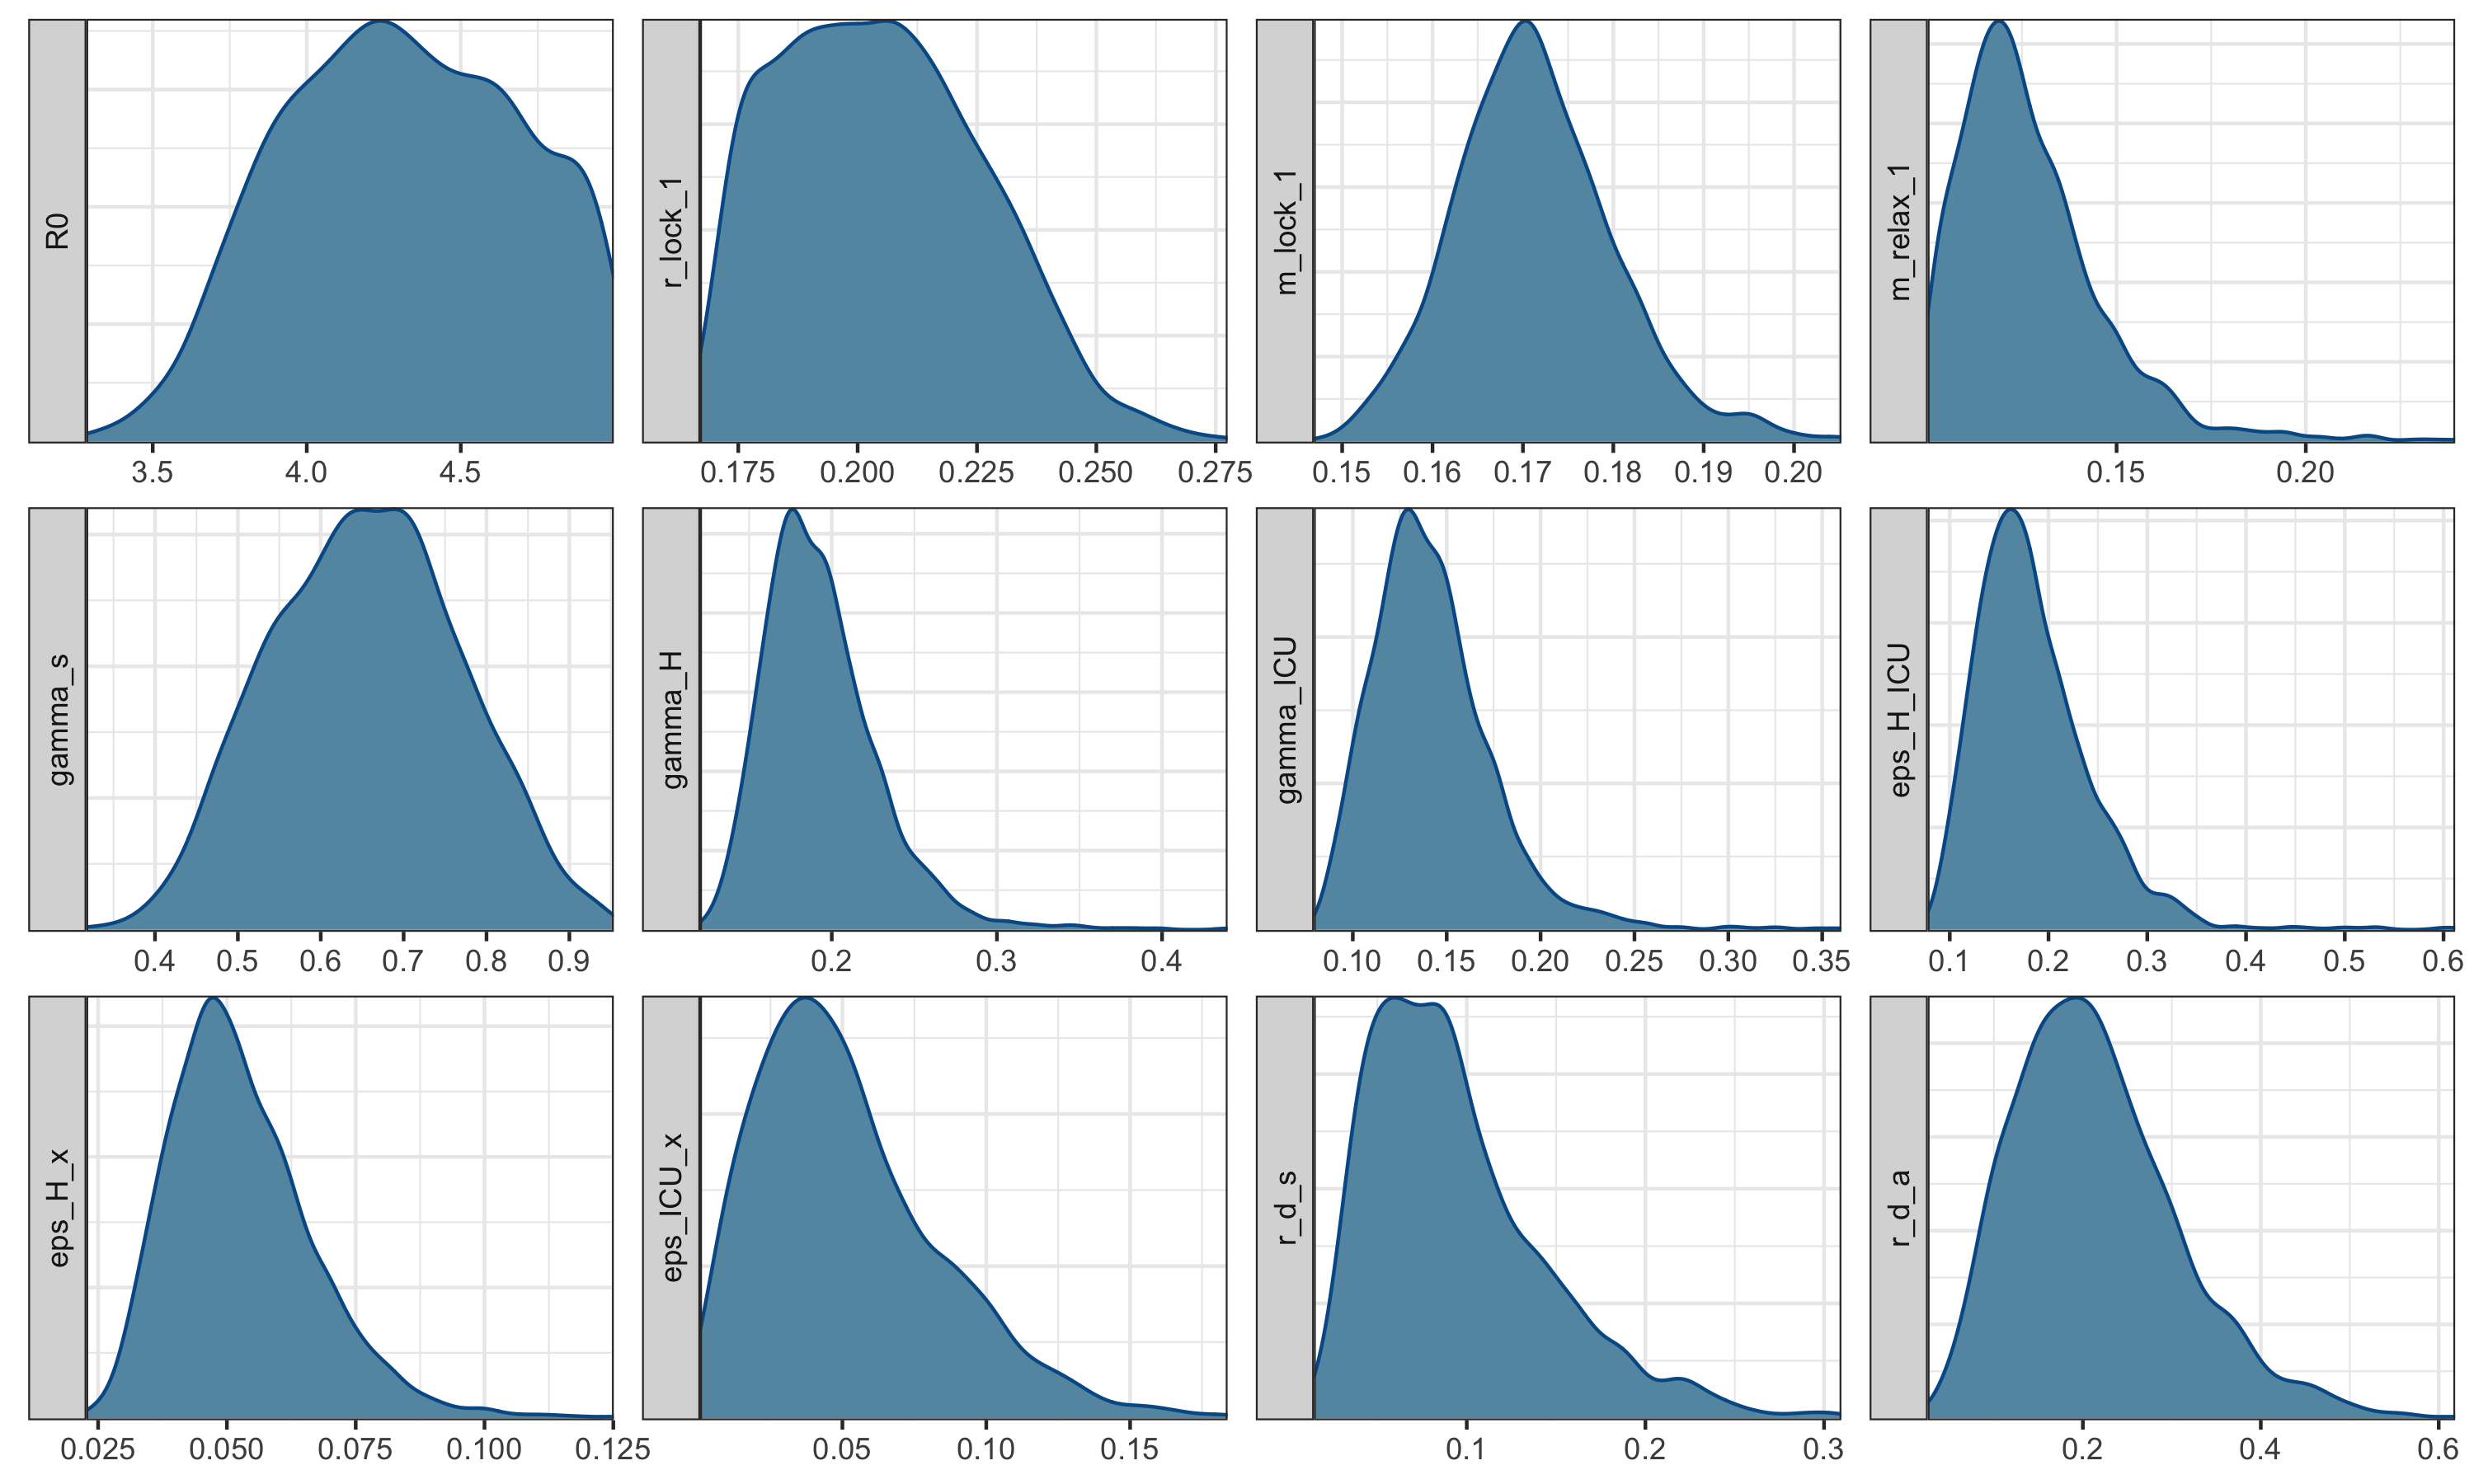 R0
3.5 4.0 4.5
r_lock_1
0.175 0.200 0.225 0.250 0.275
m_lock_1
0.15 0.16 0.17 0.18 0.19 0.20
m_relax_1
0.15 0.20
gamma_s
0.4 0.5 0.6 0.7 0.8 0.9
gamma_H
0.2 0.3 0.4
gamma_ICU
0.10 0.15 0.20 0.25 0.30 0.35
eps_H_ICU
0.1 0.2 0.3 0.4 0.5 0.6
eps_H_x
0.025 0.050 0.075 0.100 0.125
eps_ICU_x
0.05 0.10 0.15
r_d_s
0.1 0.2 0.3
r_d_a
0.2 0.4 0.6